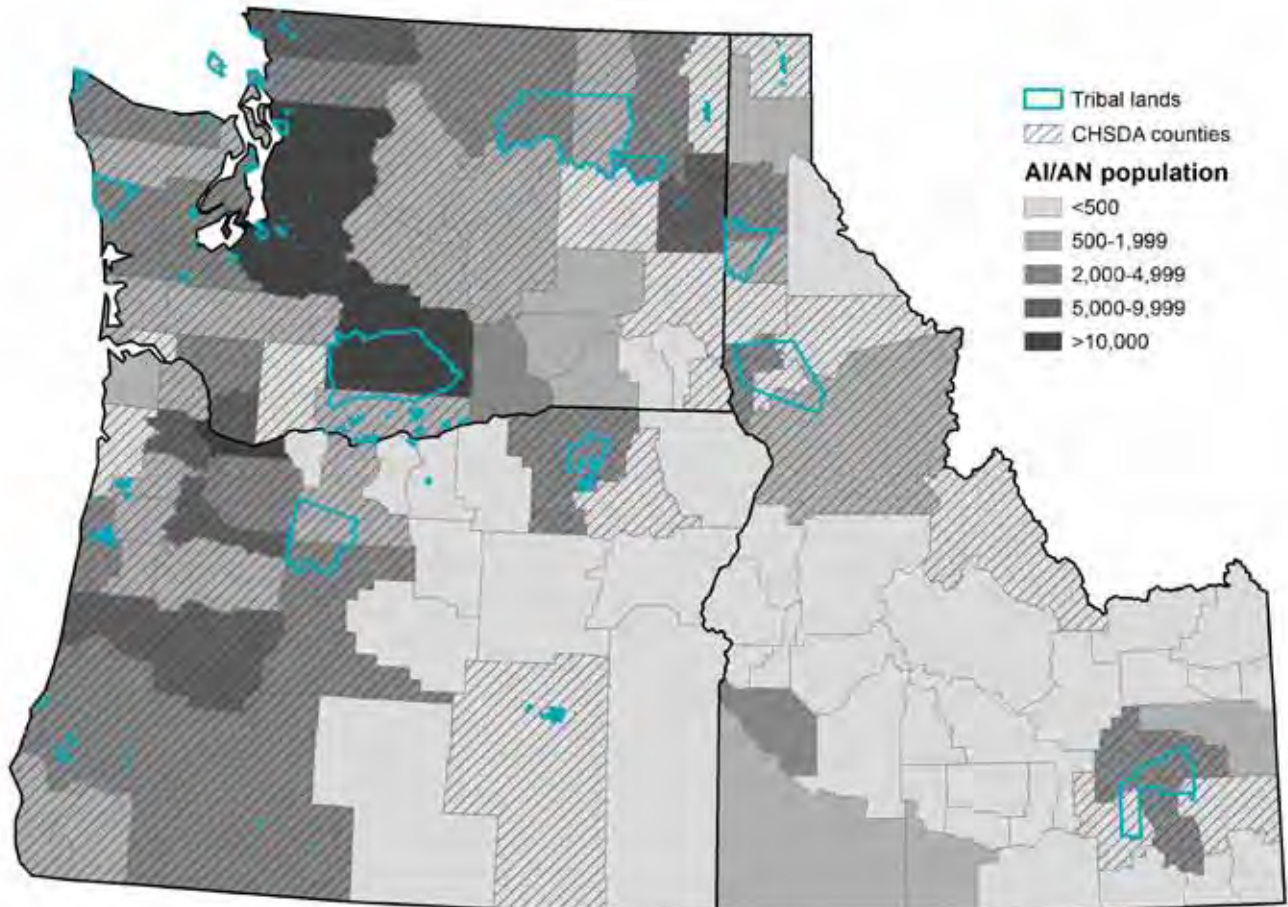 Tribal lands
CHSDA counties
AI/AN population
<500
500-1,999
2,000-4,999
5,000-9,999
>10,000